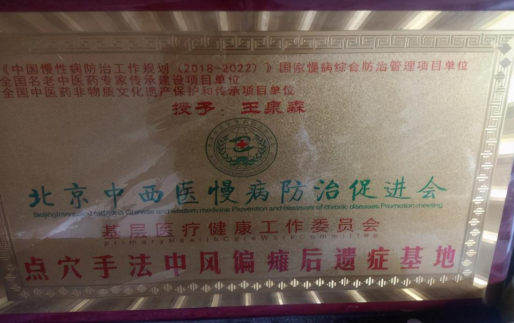 《中国慢性病防治工作规划(2018-2022)》国家慢病综合防治管理项目单位
全国名老中医药专家传承建设项目单位
全国中医药非物质文化遗产保护和传承项目单位
授予:王泉森
北京中西医慢病防治促进会
基层医疗健康工作委员会
primaryHealthCareWorkCommittee
点穴手法中风偏瘫后遗症基地